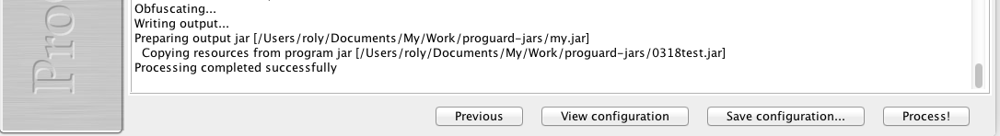 Obfuscating...
Writing output...
Preparing output jar [/Users/roly/Documents/My/Work/proguard-jars/my.jar]
Copying resources from program jar [/Users/roly/Documents/My/Work/proguard-jars/0318test.jar]
Processing completed successfully
Pro
Previous
View configuration
Save configuration...
Process!